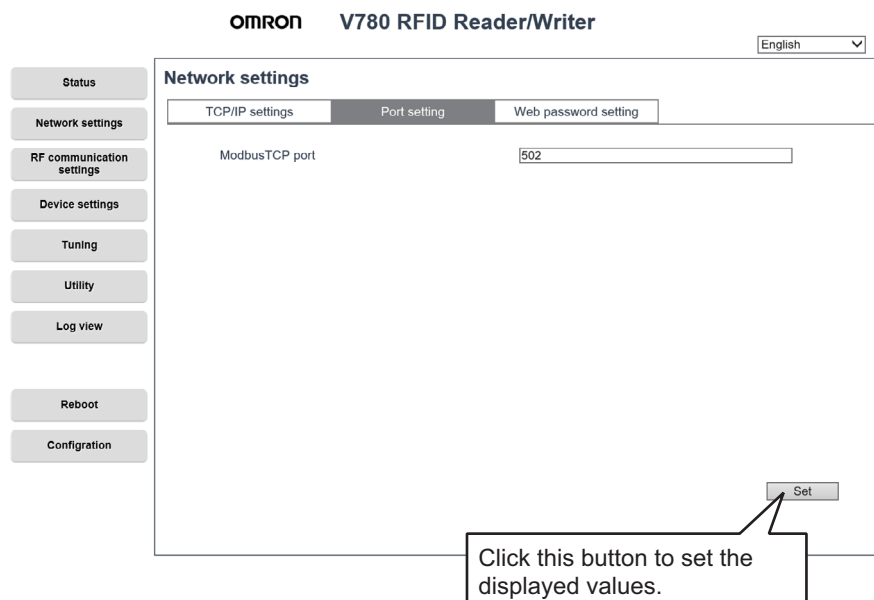 OMRON V780 RFID Reader/Writer
English
Status
Network settings
RF communication
settings
Device settings
Tuning
Utility
Log view
Reboot
Configration
Network settings
TCP/IP settings Port setting Web password setting
ModbusTCP port 502
Set
Click this button to set the
displayed values.